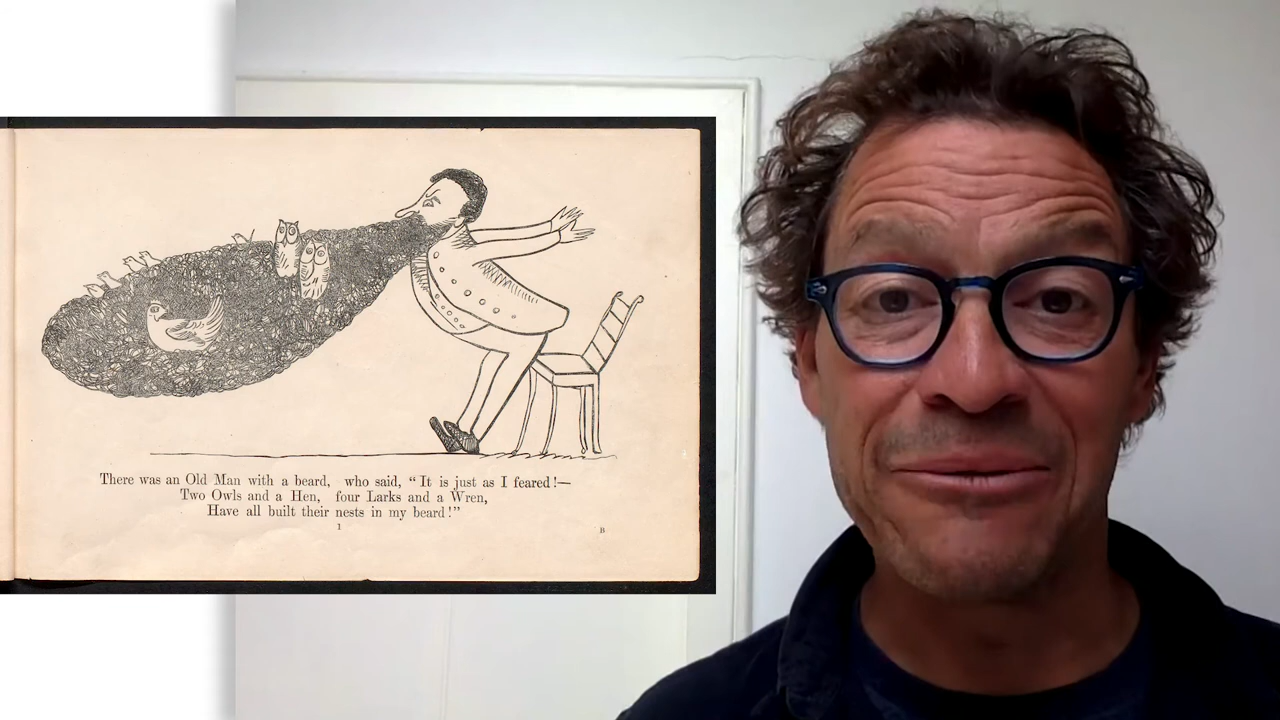 There was an Old Man with a beard, who said, “It is just as I feared!—
Two Owls and a Hen, four Larks and a Wren,
Have all built their nests in my beard!”
1
B